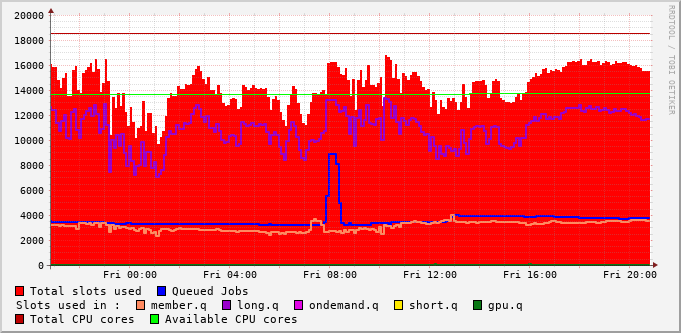 20000
18000
16000
14000
12000
10000
8000
6000
4000
2000
0
Fri 00:00 Fri 04:00 Fri 08:00 Fri 12:00 Fri 16:00 Fri 20:00
Total slots used Queued Jobs
Slots used in : member.q long.q ondemand.q short.q gpu.q
Total CPU cores Available CPU cores
RRDTOOL / TOBI OETIKER